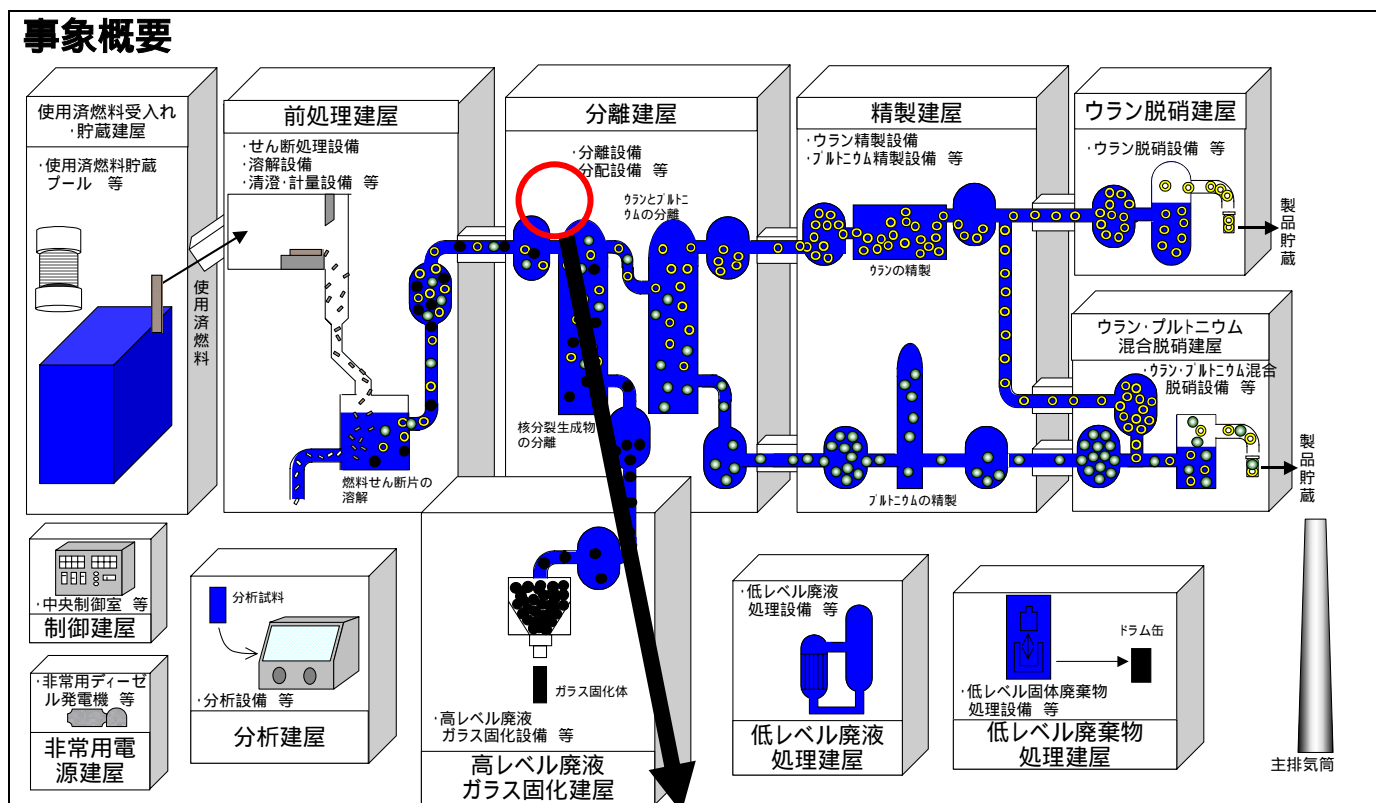 事象概要
使用済燃料受入れ
・貯蔵建屋
・使用済燃料貯蔵
プール 等
使用済燃料
前処理建屋
・せん断処理設備
・溶解設備
・清澄・計量設備 等
燃料せん断片の
溶解
分離建屋
・分離設備
・分配設備 等
ウランとプルトニ
ウムの分離
核分裂生成物
の分離
精製建屋
・ウラン精製設備
・プルトニウム精製設備 等
ウランの精製
プルトニウムの精製
ウラン脱硝建屋
・ウラン脱硝設備 等
製品貯蔵
ウラン・プルトニウム
混合脱硝建屋
・ウラン・プルトニウム混合
脱硝設備 等
製品貯蔵
・中央制御室 等
制御建屋
・非常用ディーゼ
ル発電機 等
非常用電
源建屋
分析試料
・分析設備 等
分析建屋
ガラス固化体
・高レベル廃液
ガラス固化設備 等
高レベル廃液
ガラス固化建屋
・低レベル廃液
処理設備 等
低レベル廃液
処理建屋
ドラム缶
・低レベル固体廃棄物
処理設備 等
低レベル廃棄物
処理建屋
主排気筒